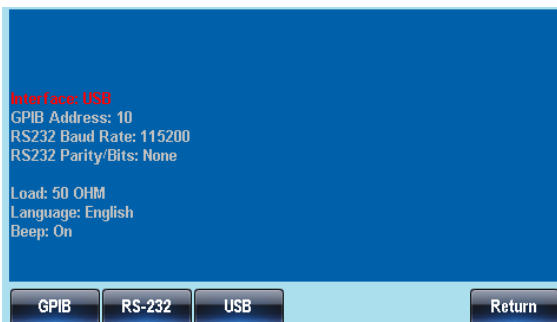 Interface: USB
GPIB Address: 10
RS232 Baud Rate: 115200
RS232 Parity/Bits: None
Load: 50 OHM
Language: English
Beep: On
GPIB RS-232 USB Return